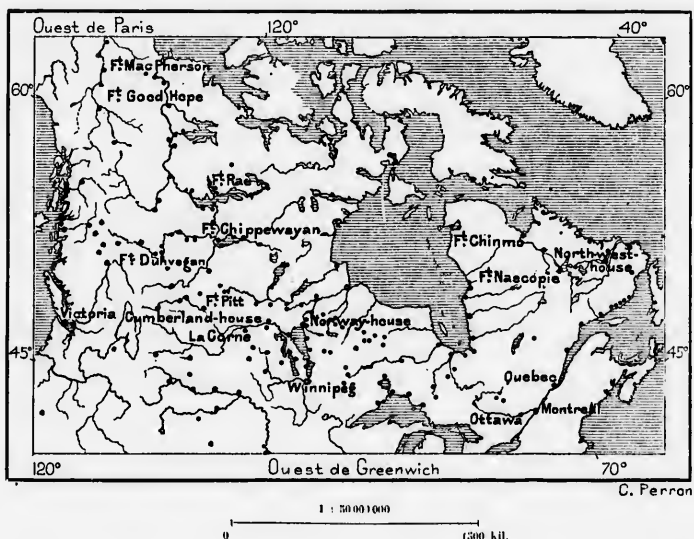 Ouest de Paris 120° 40°
Ft. MacPherson
60° 60°
Ft. Good Hope
Ft. Rae
Ft. Chippewayan
Ft. Chimo
Northwest-house
Ft. Dunvegan
Ft. Naecopie
Ft. Pitt
Victoria
Cumberland-house
Norway-house
La Corne
45° 45°
Winnipeg
Quebec
Ottawa
Montreal
120° Ouest de Greenwich 70°
C. Perron
1 : 50 000 000
0 1500 kil.